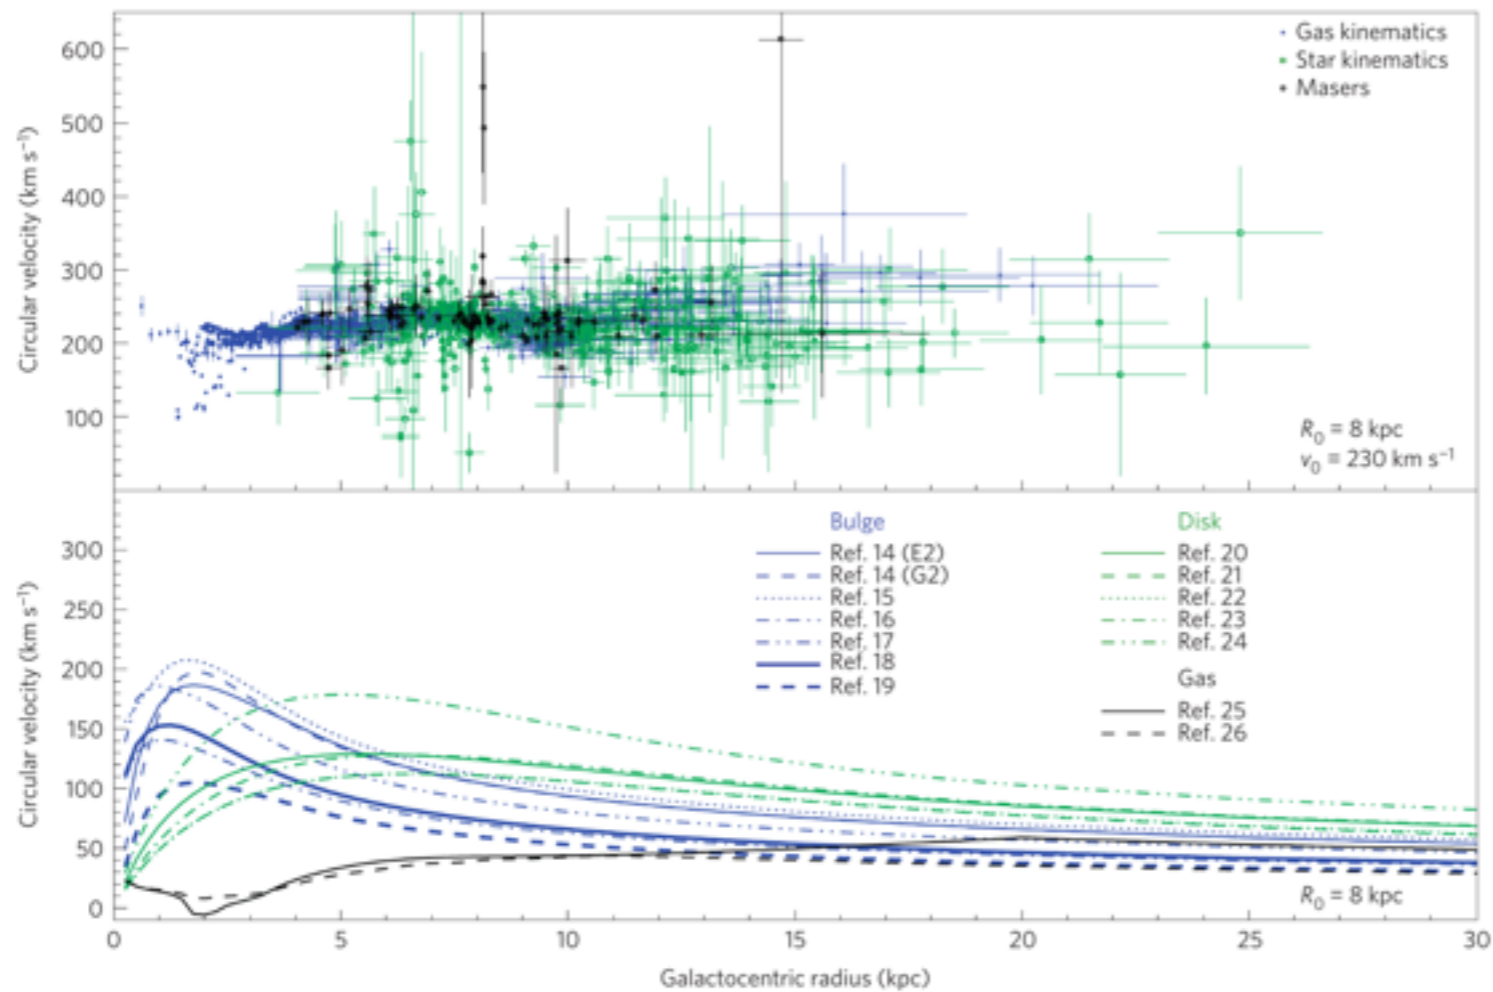 600
500
400
300
200
100
Circular velocity (km s⁻¹)
Gas kinematics
Star kinematics
Masers
R₀ = 8 kpc
v₀ = 230 km s⁻¹
300
250
200
150
100
50
0
Circular velocity (km s⁻¹)
Bulge
Ref. 14 (E2)
Ref. 14 (G2)
Ref. 15
Ref. 16
Ref. 17
Ref. 18
Ref. 19
Disk
Ref. 20
Ref. 21
Ref. 22
Ref. 23
Ref. 24
Gas
Ref. 25
Ref. 26
R₀ = 8 kpc
0 5 10 15 20 25 30
Galactocentric radius (kpc)